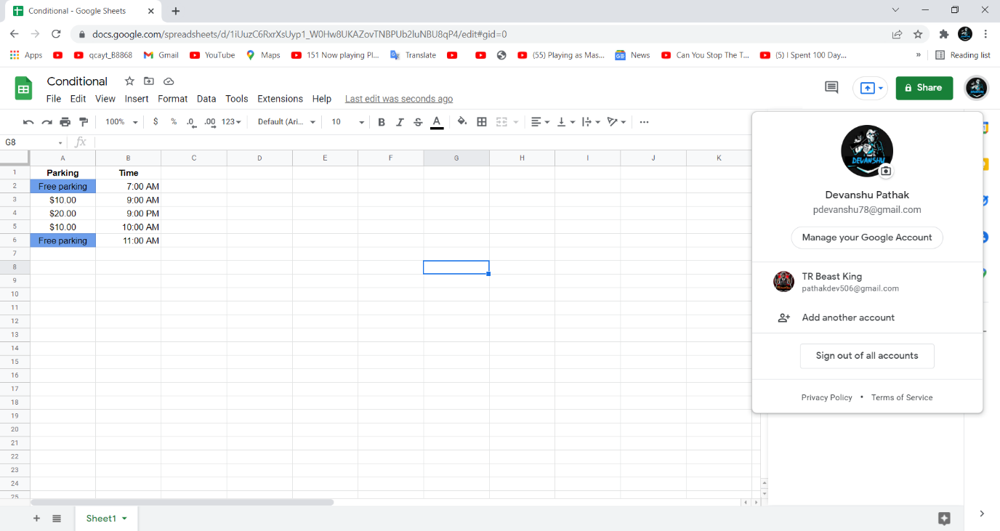 Conditional - Google Sheets
docs.google.com/spreadsheets/d/1iUuzC6RxrXsUyp1_W0Hw8UKAZovTNBPUb2luNBU8qP4/edit#gid=0
Apps qcayt_B8868 Gmail YouTube Maps 151 Now playing Pl... Translate (55) Playing as Mas... News Can You Stop The T... (5) I Spent 100 Day... » Reading list
Conditional
File Edit View Insert Format Data Tools Extensions Help Last edit was seconds ago
Share
100% $ % .0 .00 123 Default (Ari... 10 B I S A
G8 fx
A B C D E F G H I J K
1 Parking Time
2 Free parking 7:00 AM
3 $10.00 9:00 AM
4 $20.00 9:00 PM
5 $10.00 10:00 AM
6 Free parking 11:00 AM
7
8
9
10
11
12
13
14
15
16
17
18
19
20
21
22
23
24
25
DEVANSHU
Devanshu Pathak
pdevanshu78@gmail.com
Manage your Google Account
TR Beast King
pathakdev506@gmail.com
Add another account
Sign out of all accounts
Privacy Policy • Terms of Service
Sheet1